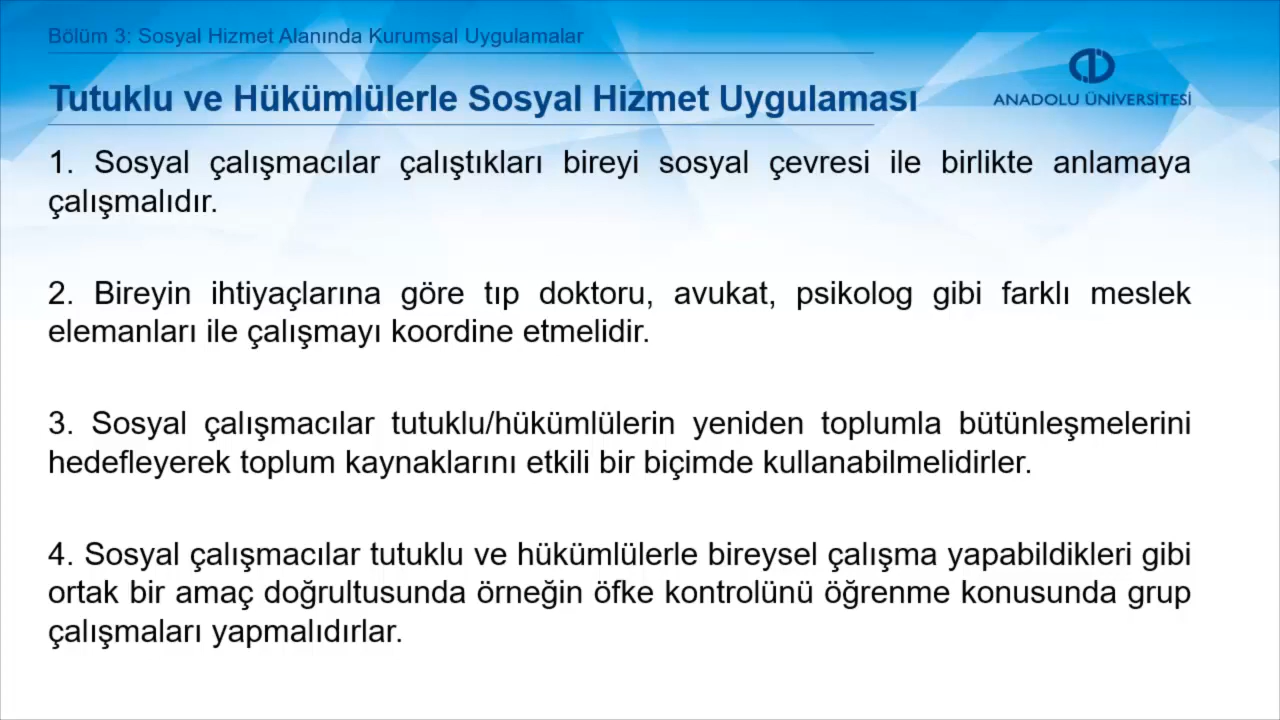 Bölüm 3: Sosyal Hizmet Alanında Kurumsal Uygulamalar
Tutuklu ve Hükümlülerle Sosyal Hizmet Uygulaması
ANADOLU ÜNİVERSİTESİ
1. Sosyal çalışmacılar çalıştıkları bireyi sosyal çevresi ile birlikte anlamaya
çalışmalıdır.
2. Bireyin ihtiyaçlarına göre tıp doktoru, avukat, psikolog gibi farklı meslek
elemanları ile çalışmayı koordine etmelidir.
3. Sosyal çalışmacılar tutuklu/hükümlülerin yeniden toplumla bütünleşmelerini
hedefleyerek toplum kaynaklarını etkili bir biçimde kullanabilmelidirler.
4. Sosyal çalışmacılar tutuklu ve hükümlülerle bireysel çalışma yapabildikleri gibi
ortak bir amaç doğrultusunda örneğin öfke kontrolünü öğrenme konusunda grup
çalışmaları yapmalıdırlar.